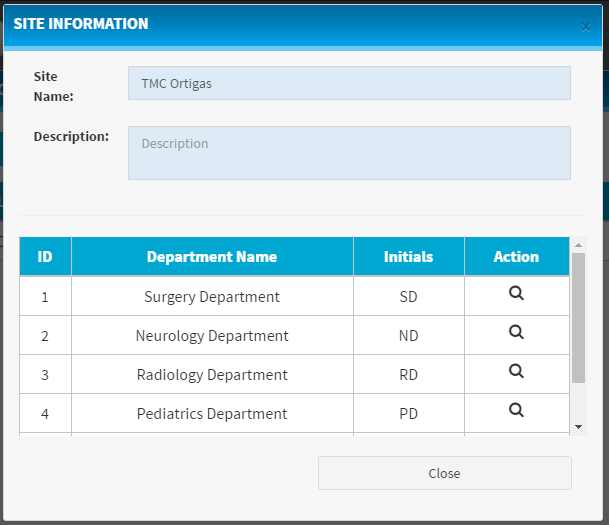 SITE INFORMATION
×
Site
Name:
TMC Ortigas
Description:
Description
ID Department Name Initials Action
1 Surgery Department SD
2 Neurology Department ND
3 Radiology Department RD
4 Pediatrics Department PD
Close